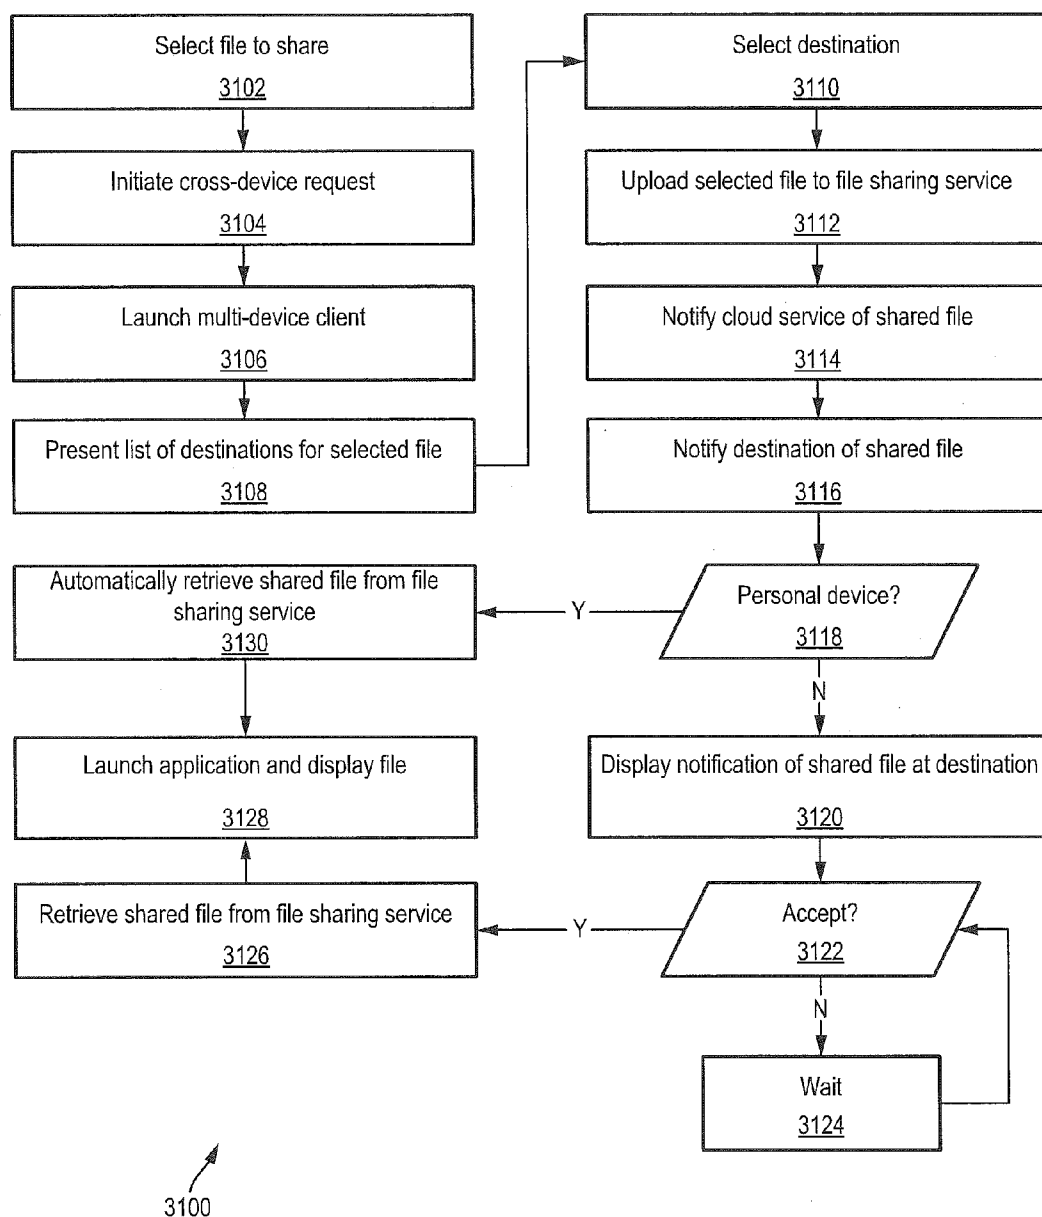 Select file to share
3102
Initiate cross-device request
3104
Launch multi-device client
3106
Present list of destinations for selected file
3108
Select destination
3110
Upload selected file to file sharing service
3112
Notify cloud service of shared file
3114
Notify destination of shared file
3116
Personal device?
3118
Y
N
Automatically retrieve shared file from file
sharing service
3130
Launch application and display file
3128
Display notification of shared file at destination
3120
Accept?
3122
Y
N
Retrieve shared file from file sharing service
3126
Wait
3124
3100